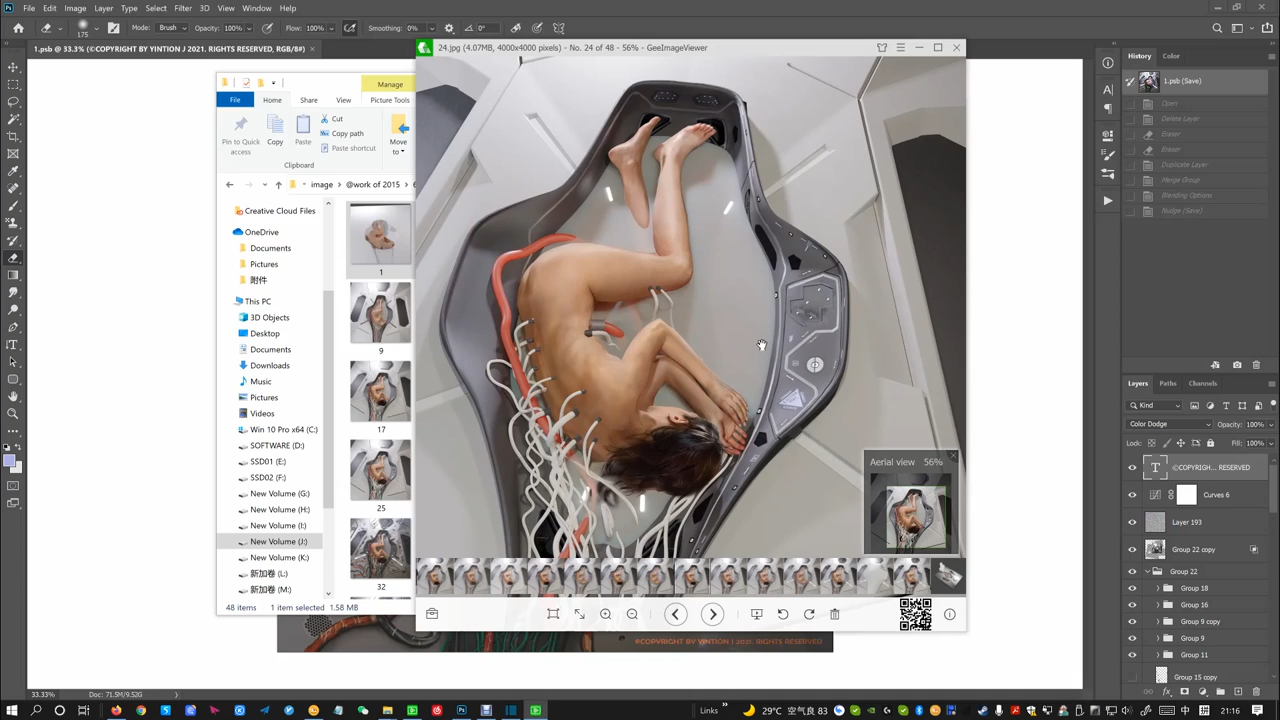 File Edit Image Layer Type Select Filter 3D View Window Help
175 Mode: Brush Opacity: 100% Flow: 100% Smoothing: 0% 0°
1.psb @ 33.3% (©COPYRIGHT BY YINTION J 2021. RIGHTS RESERVED, RGB/8#)
24.jpg (4.07MB, 4000x4000 pixels) - No. 24 of 48 - 56% - GeeImageViewer
Manage
File Home Share View Picture Tools
Pin to Quick access
Copy
Paste
Cut
Copy path
Paste shortcut
Move to
Clipboard
image @work of 2015
Creative Cloud Files
OneDrive
Documents
Pictures
附件
This PC
3D Objects
Desktop
Documents
Downloads
Music
Pictures
Videos
Win 10 Pro x64 (C:)
SOFTWARE (D:)
SSD01 (E:)
SSD02 (F:)
New Volume (G:)
New Volume (H:)
New Volume (I:)
New Volume (J:)
New Volume (K:)
新加卷 (L:)
新加卷 (M:)
1
9
17
25
32
48 items 1 item selected 1.58 MB
Aerial view 56%
©COPYRIGHT BY YINTION J 2021. RIGHTS RESERVED
History Color
1.psb (Save)
Open
Delete Layer
Eraser
Eraser
Duplicate Layer
Merge Group
Blending Options
Nudge (Save)
Layers Paths Channels
Kind
Color Dodge Opacity: 100%
Lock: Fill: 100%
©COPYRIGH... RESERVED
Curves 6
Layer 193
Group 22 copy
Group 22
Group 18
Group 16
Group 9 copy
Group 9
Group 11
Group 15 copy
33.33% Doc: 71.5M/9.52G
Links 29°C 空气良 83 21:16